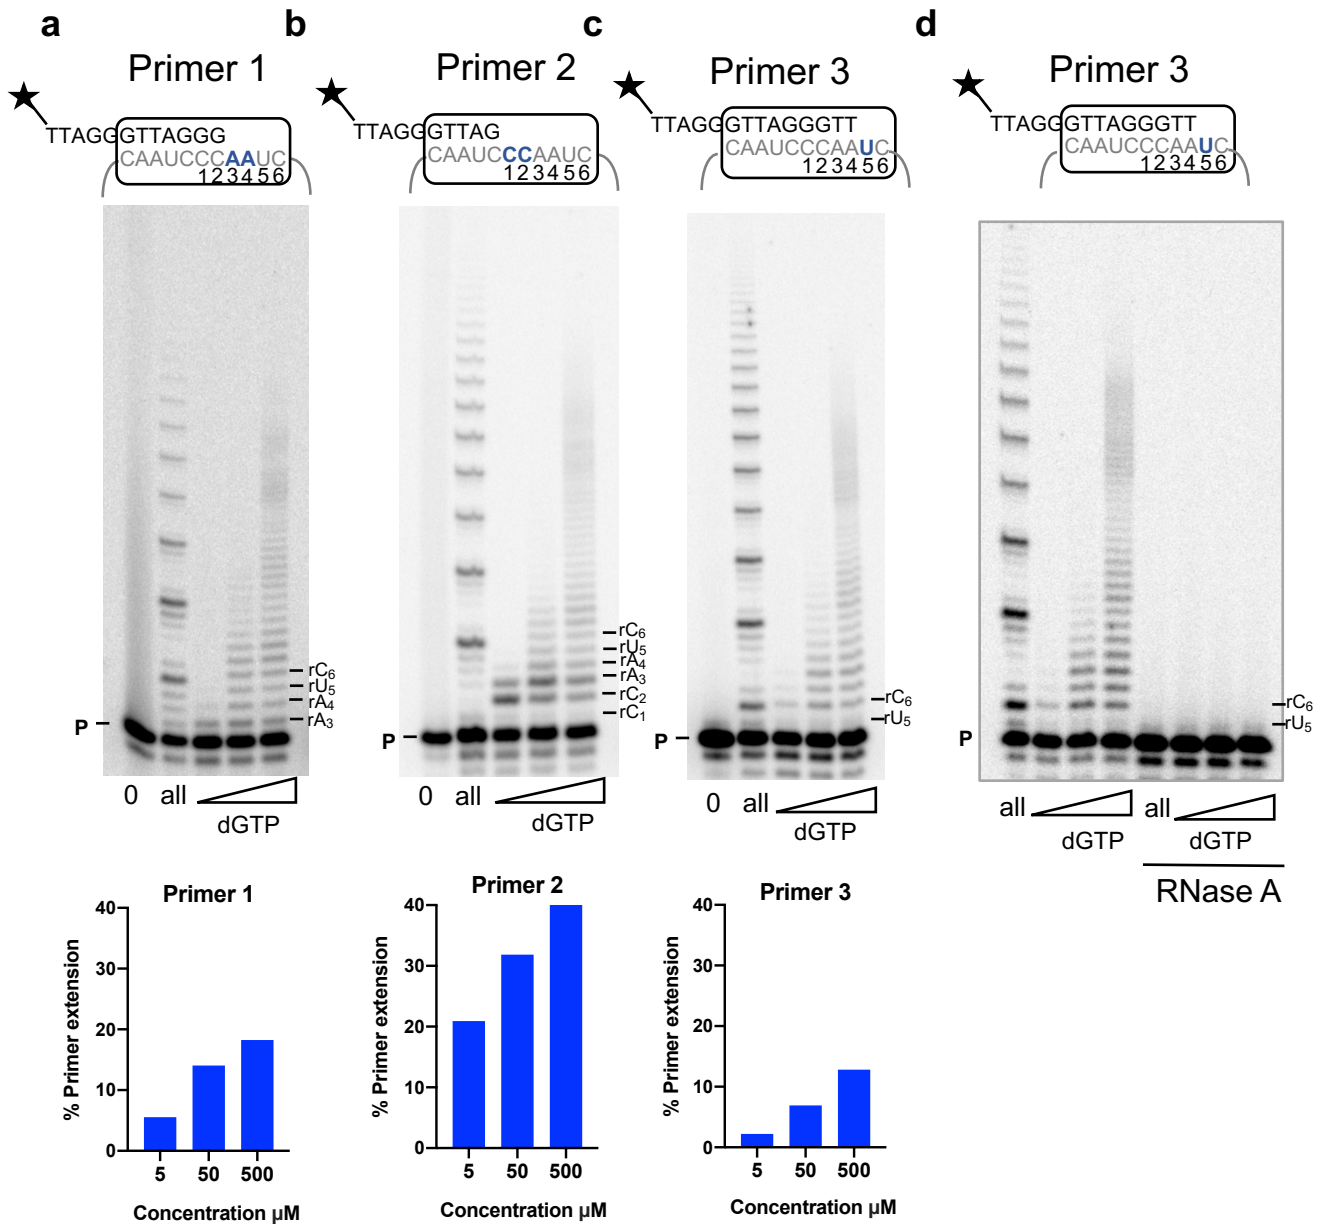 a
Primer 1
TTAGGGTTAGGG
CAAUCCCAAUC
123456
P
rC6
rU5
rA4
rA3
0 all
dGTP
b
Primer 2
TTAGGGTTAG
CAAUCCCAAUC
123456
P
rC6
rU5
rA4
rA3
rC2
rC1
0 all
dGTP
c
Primer 3
TTAGGGTTAGGGTT
CAAUCCCAAUC
123456
P
rC6
rU5
0 all
dGTP
d
Primer 3
TTAGGGTTAGGGTT
CAAUCCCAAUC
123456
P
rC6
rU5
all all
dGTP dGTP
RNase A
Primer 1
% Primer extension
40
30
20
10
0
5 50 500
Concentration µM
Primer 2
% Primer extension
40
30
20
10
0
5 50 500
Concentration µM
Primer 3
% Primer extension
40
30
20
10
0
5 50 500
Concentration µM